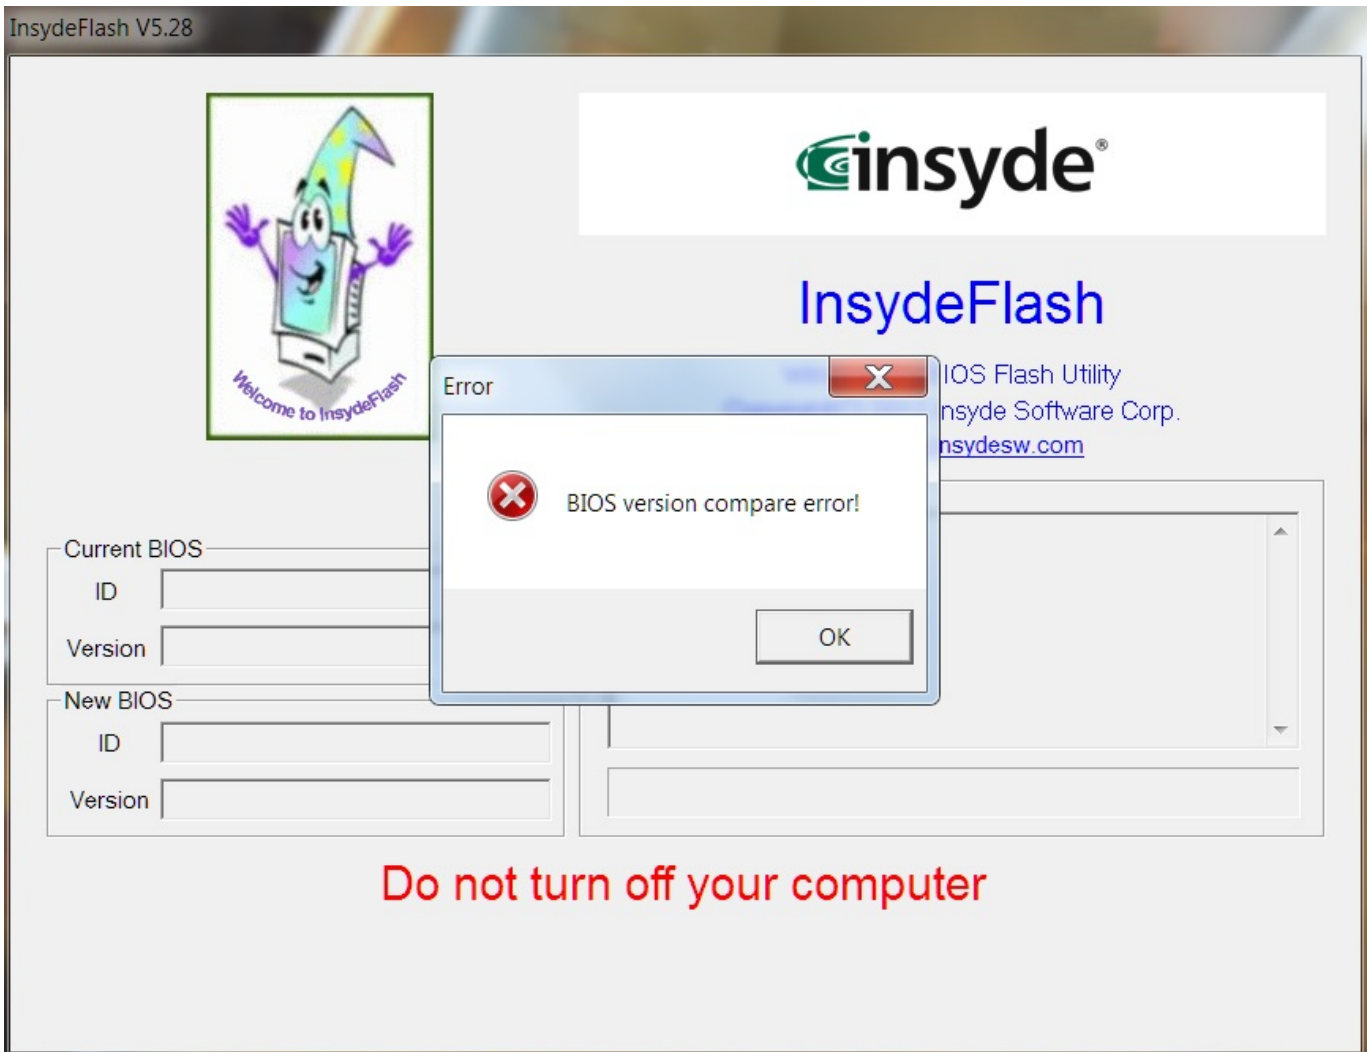 InsydeFlash V5.28
Welcome to InsydeFlash
insyde®
InsydeFlash
IOS Flash Utility
nsyde Software Corp.
nsydesw.com
Error
BIOS version compare error!
OK
Current BIOS
ID
Version
New BIOS
ID
Version
Do not turn off your computer